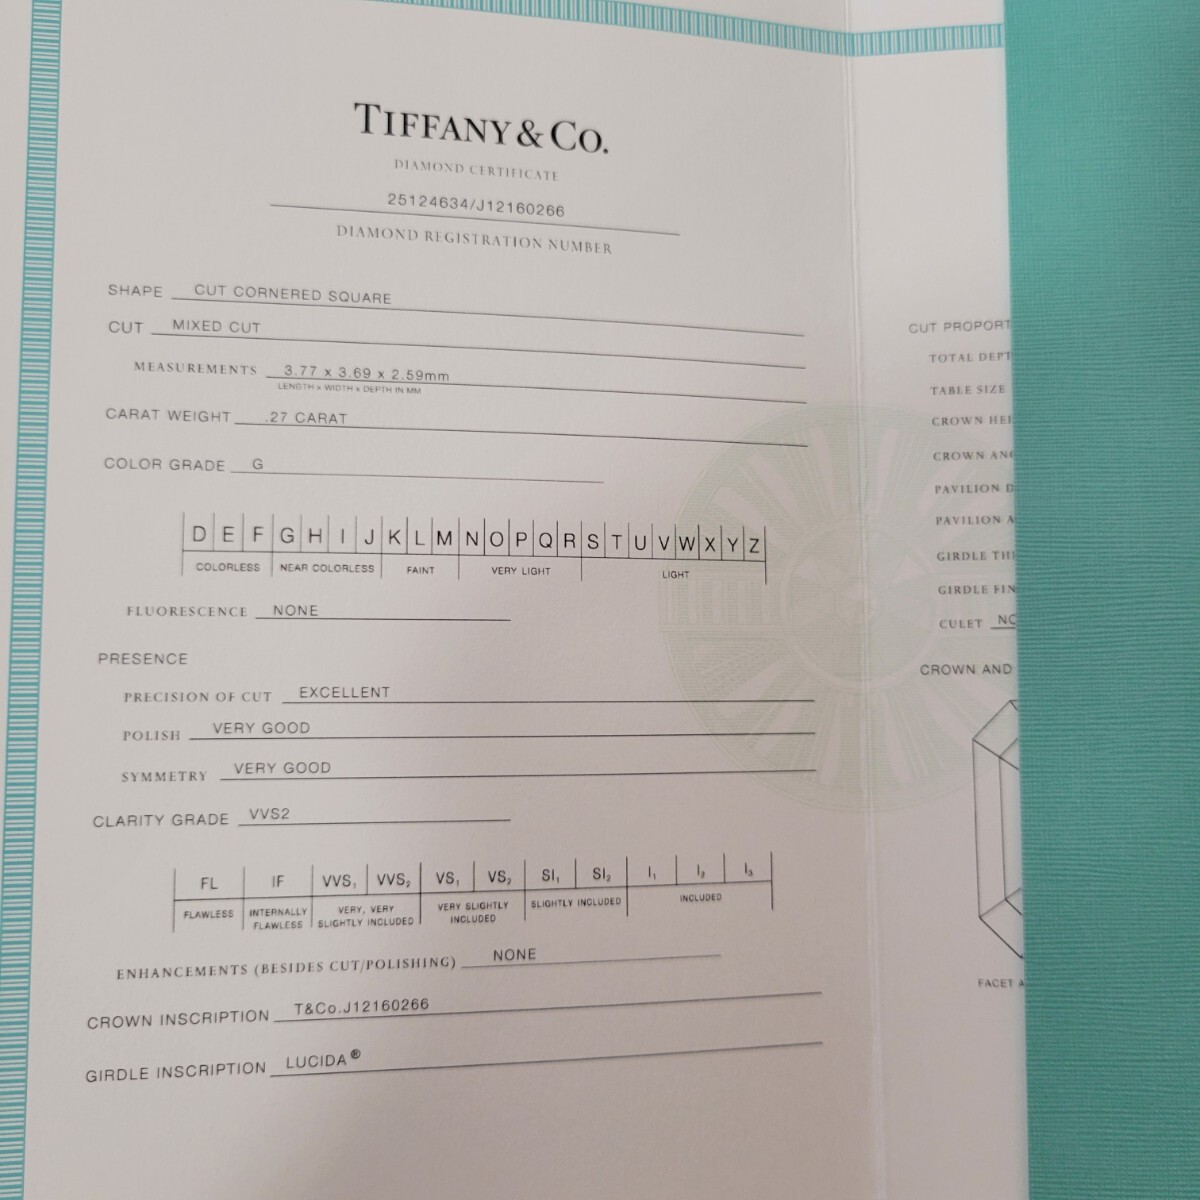 TIFFANY & CO.
DIAMOND CERTIFICATE
25124634/J12160266
DIAMOND REGISTRATION NUMBER
SHAPE CUT CORNERED SQUARE
CUT MIXED CUT
MEASUREMENTS 3.77 x 3.69 x 2.59mm
LENGTH x WIDTH x DEPTH IN MM
CARAT WEIGHT .27 CARAT
COLOR GRADE G
D E F G H I J K L M N O P Q R S T U V W X Y Z
COLORLESS NEAR COLORLESS FAINT VERY LIGHT LIGHT
FLUORESCENCE NONE
PRESENCE
PRECISION OF CUT EXCELLENT
POLISH VERY GOOD
SYMMETRY VERY GOOD
CLARITY GRADE VVS2
FL IF VVS₁ VVS₂ VS₁ VS₂ SI₁ SI₂ I₁ I₂ I₃
FLAWLESS INTERNALLY FLAWLESS VERY, VERY SLIGHTLY INCLUDED VERY SLIGHTLY INCLUDED SLIGHTLY INCLUDED INCLUDED
ENHANCEMENTS (BESIDES CUT/POLISHING) NONE
CROWN INSCRIPTION T&Co.J12160266
GIRDLE INSCRIPTION LUCIDA®
CUT PROPORT
TOTAL DEPT
TABLE SIZE
CROWN HEI
CROWN ANG
PAVILION D
PAVILION A
GIRDLE THI
GIRDLE FIN
CULET NO
CROWN AND
FACET A